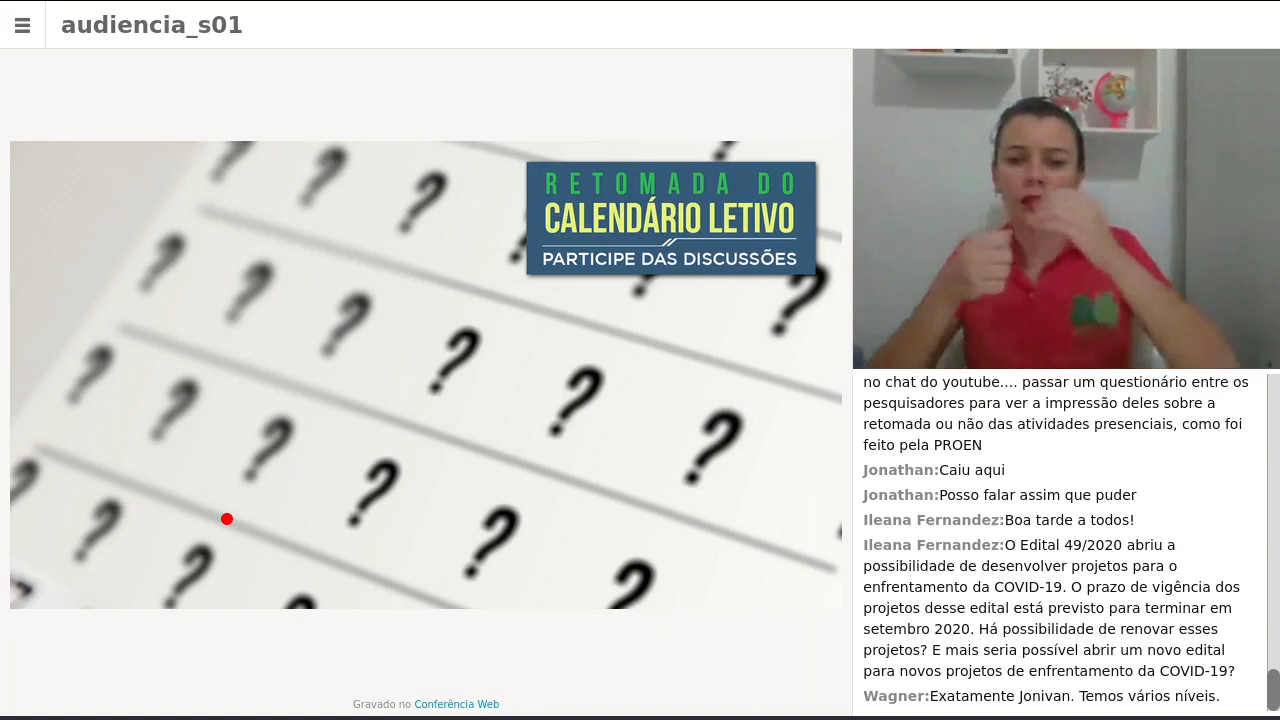 audiencia_s01
RETOMADA DO
CALENDÁRIO LETIVO
PARTICIPE DAS DISCUSSÕES
? ? ? ?
? ? ? ? ?
? ? ? ? ? ?
? ? ? ? ? ?
? ? ?
no chat do youtube.... passar um questionário entre os
pesquisadores para ver a impressão deles sobre a
retomada ou não das atividades presenciais, como foi
feito pela PROEN
Jonathan:Caiu aqui
Jonathan:Posso falar assim que puder
Ileana Fernandez:Boa tarde a todos!
Ileana Fernandez:O Edital 49/2020 abriu a
possibilidade de desenvolver projetos para o
enfrentamento da COVID-19. O prazo de vigência dos
projetos desse edital está previsto para terminar em
setembro 2020. Há possibilidade de renovar esses
projetos? E mais seria possível abrir um novo edital
para novos projetos de enfrentamento da COVID-19?
Wagner:Exatamente Jonivan. Temos vários níveis.
Gravado no Conferência Web